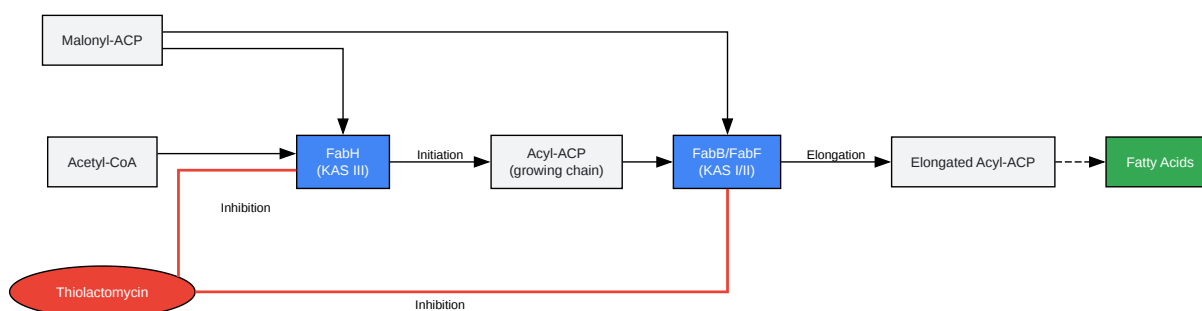 Malonyl-ACP
Acetyl-CoA
FabH
(KAS III)
Initiation
Acyl-ACP
(growing chain)
FabB/FabF
(KAS I/II)
Elongation
Elongated Acyl-ACP
Fatty Acids
Inhibition
Thiolactomycin
Inhibition